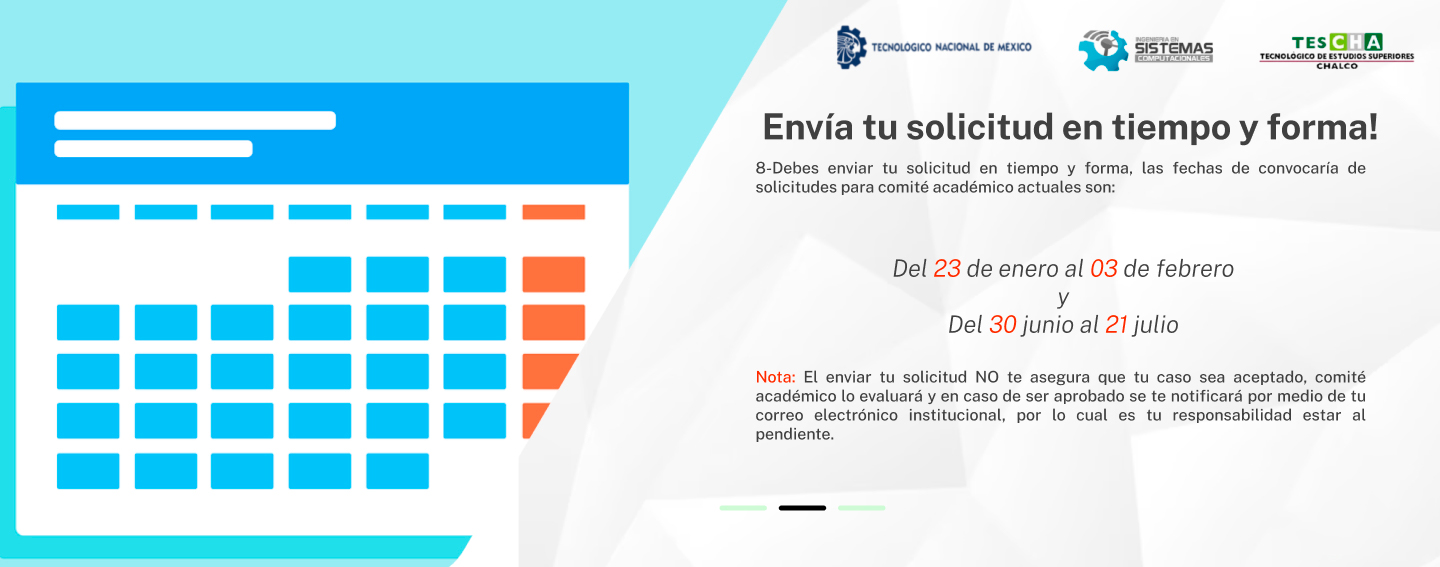 TECNOLÓGICO NACIONAL DE MÉXICO
INGENIERIA EN
SISTEMAS
COMPUTACIONALES
TESCHA
TECNOLÓGICO DE ESTUDIOS SUPERIORES
CHALCO
Envía tu solicitud en tiempo y forma!
8-Debes enviar tu solicitud en tiempo y forma, las fechas de convocaría de
solicitudes para comité académico actuales son:
Del 23 de enero al 03 de febrero
y
Del 30 junio al 21 julio
Nota: El enviar tu solicitud NO te asegura que tu caso sea aceptado, comité
académico lo evaluará y en caso de ser aprobado se te notificará por medio de tu
correo electrónico institucional, por lo cual es tu responsabilidad estar al
pendiente.